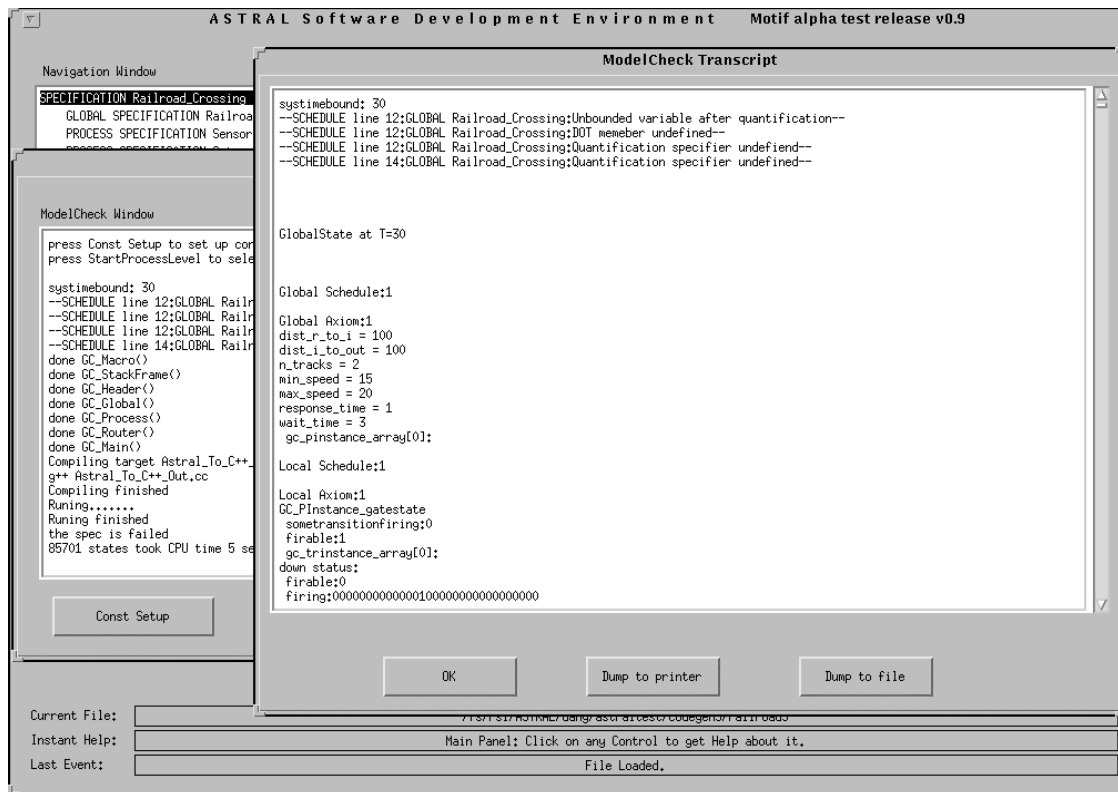 ASTRAL Software Development Environment Motif alpha test release v0.9
Navigation Window
SPECIFICATION Railroad_Crossing
GLOBAL SPECIFICATION Railroa
PROCESS SPECIFICATION Sensor
ModelCheck Window
press Const Setup to set up con
press StartProcessLevel to sele
systimebound: 30
--SCHEDULE line 12:GLOBAL Railr
--SCHEDULE line 12:GLOBAL Railr
--SCHEDULE line 12:GLOBAL Railr
--SCHEDULE line 14:GLOBAL Railr
done GC_Macro()
done GC_StackFrame()
done GC_Header()
done GC_Global()
done GC_Process()
done GC_Router()
done GC_Main()
Compiling target Astral_To_C++_
g++ Astral_To_C++_Out.cc
Compiling finished
Runing.......
Runing finished
the spec is failed
85701 states took CPU time 5 se
Const Setup
ModelCheck Transcript
systimebound: 30
--SCHEDULE line 12:GLOBAL Railroad_Crossing:Unbounded variable after quantification--
--SCHEDULE line 12:GLOBAL Railroad_Crossing:DOT memeber undefined--
--SCHEDULE line 12:GLOBAL Railroad_Crossing:Quantification specifier undefiend--
--SCHEDULE line 14:GLOBAL Railroad_Crossing:Quantification specifier undefined--
GlobalState at T=30
Global Schedule:1
Global Axiom:1
dist_r_to_i = 100
dist_i_to_out = 100
n_tracks = 2
min_speed = 15
max_speed = 20
response_time = 1
wait_time = 3
gc_pinstance_array[0]:
Local Schedule:1
Local Axiom:1
GC_PInstance_gatestate
sometransitionfiring:0
firable:1
gc_trinstance_array[0]:
down status:
firable:0
firing:0000000000000100000000000000000
OK
Dump to printer
Dump to file
Current File:
Instant Help: Main Panel: Click on any Control to get Help about it.
Last Event: File Loaded.